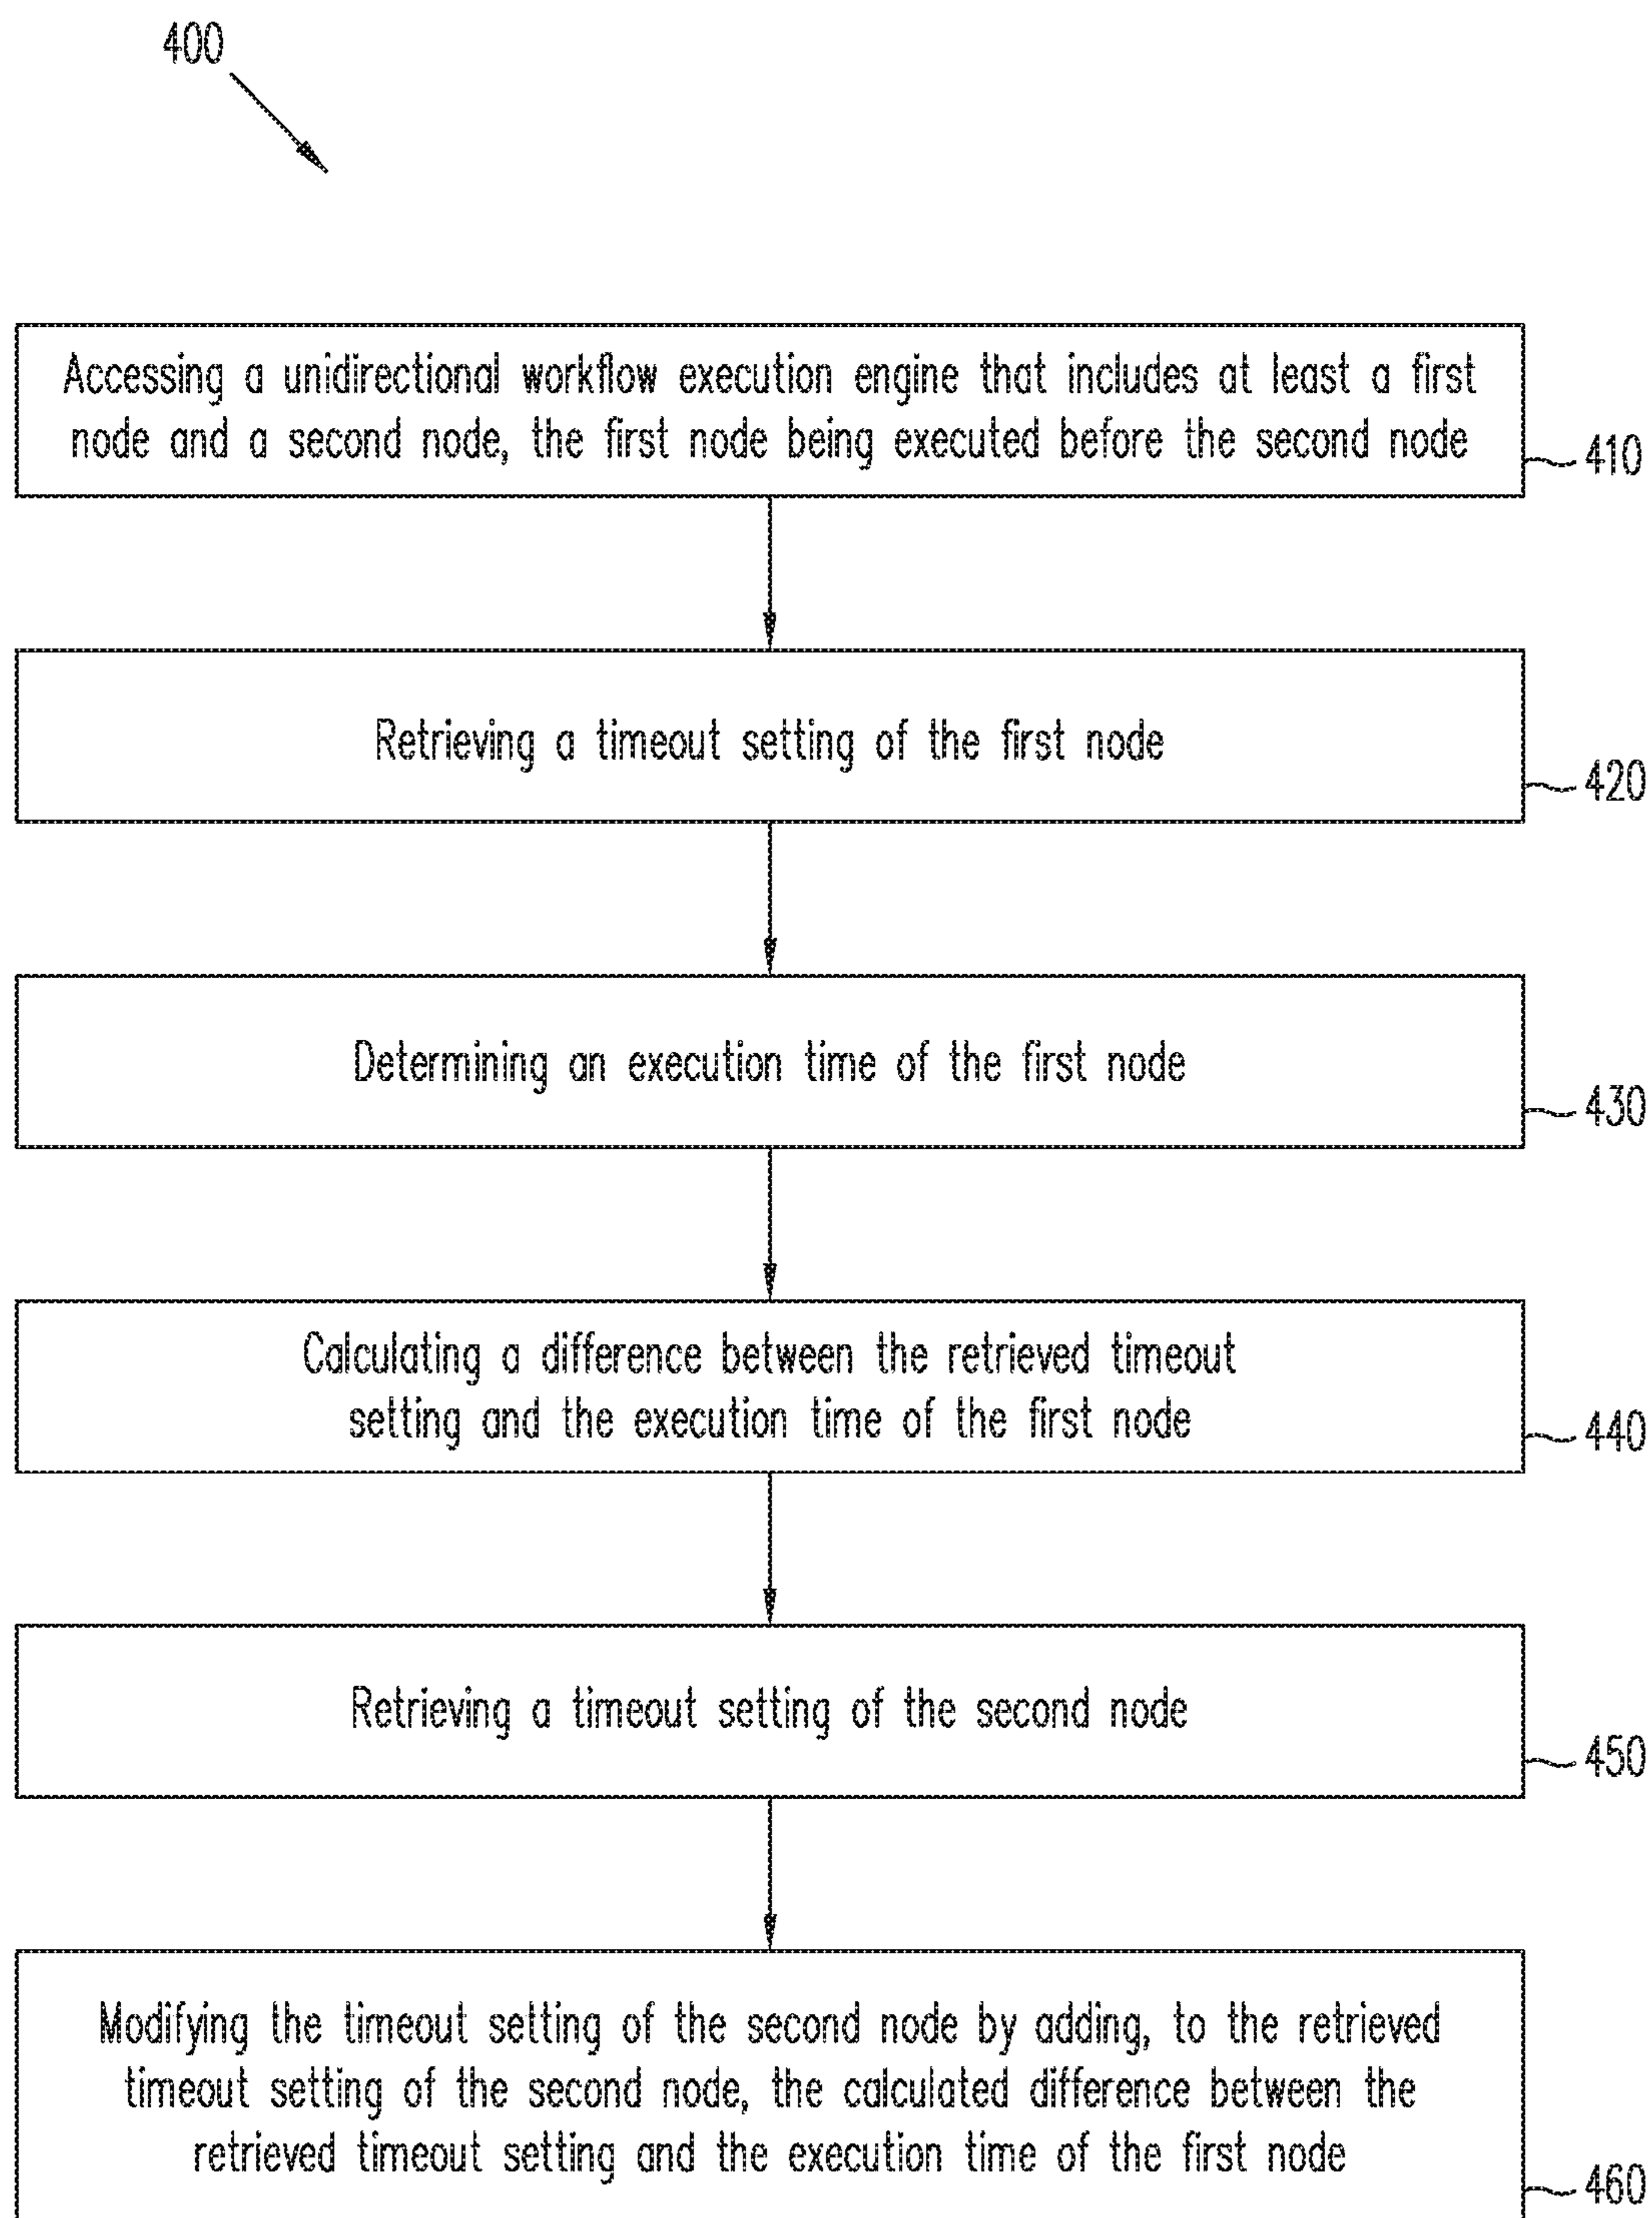 400
Accessing a unidirectional workflow execution engine that includes at least a first
node and a second node, the first node being executed before the second node
410
Retrieving a timeout setting of the first node
420
Determining an execution time of the first node
430
Calculating a difference between the retrieved timeout
setting and the execution time of the first node
440
Retrieving a timeout setting of the second node
450
Modifying the timeout setting of the second node by adding, to the retrieved
timeout setting of the second node, the calculated difference between the
retrieved timeout setting and the execution time of the first node
460